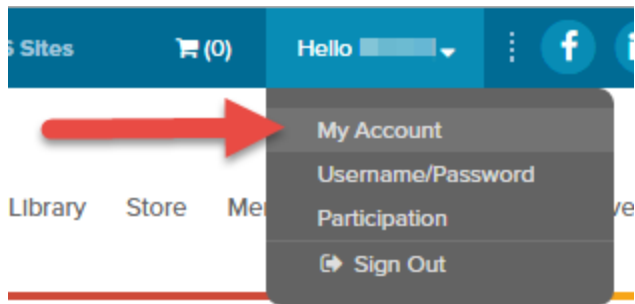 Sites (0) Hello f
My Account
Username/Password
Library Store
Participation
Sign Out